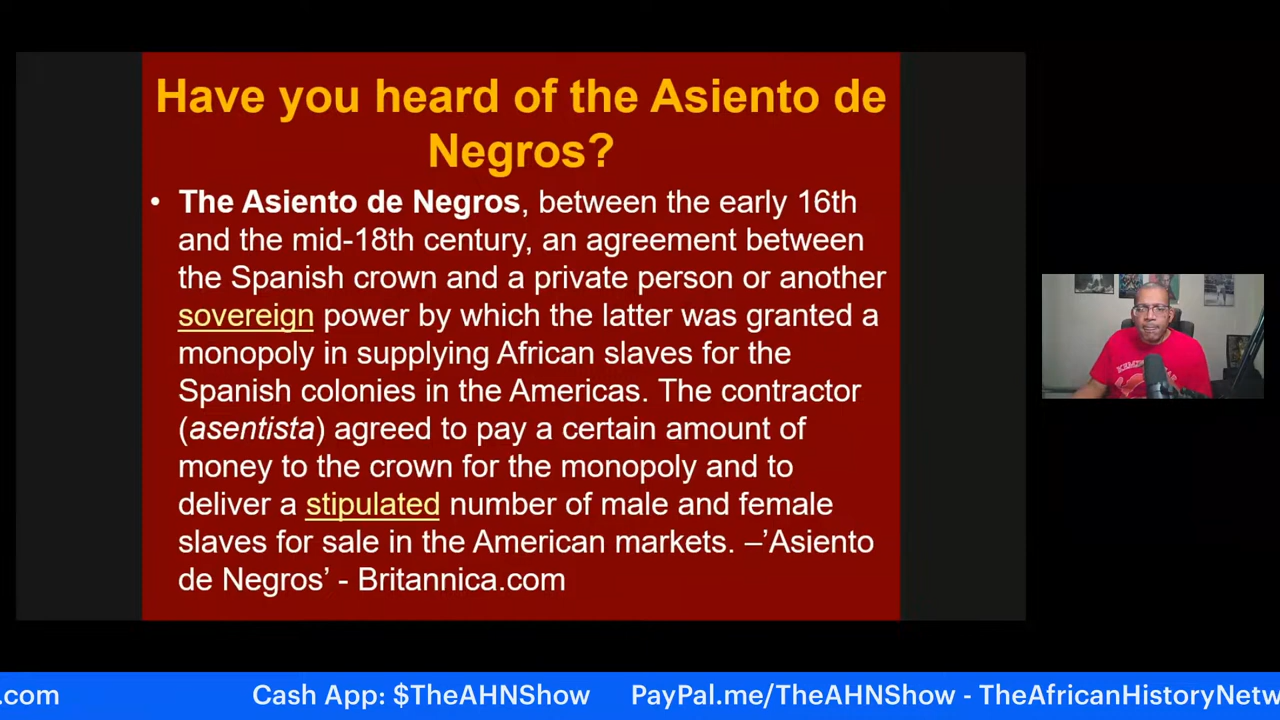 Have you heard of the Asiento de
Negros?
• The Asiento de Negros, between the early 16th
and the mid-18th century, an agreement between
the Spanish crown and a private person or another
sovereign power by which the latter was granted a
monopoly in supplying African slaves for the
Spanish colonies in the Americas. The contractor
(asentista) agreed to pay a certain amount of
money to the crown for the monopoly and to
deliver a stipulated number of male and female
slaves for sale in the American markets. –’Asiento
de Negros’ - Britannica.com
.com Cash App: $TheAHNShow PayPal.me/TheAHNShow - TheAfricanHistoryNetw